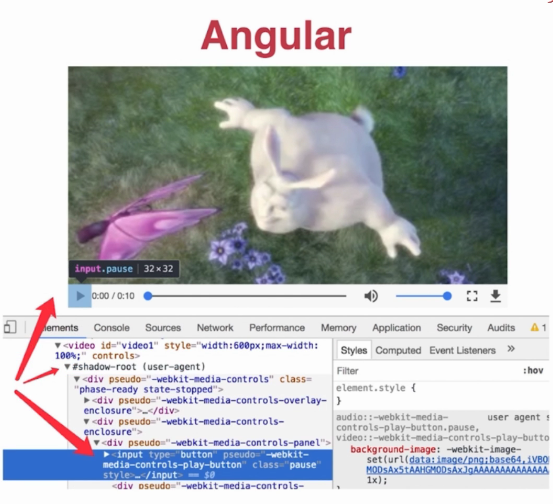 Angular
input.pause | 32×32
0:00 / 0:10
Elements Console Sources Network Performance Memory Application Security Audits 1
▼<video id="video1" style="width:600px;max-width:
100%;" controls>
▼#shadow-root (user-agent)
▼<div pseudo="-webkit-media-controls" class=
"phase-ready state-stopped">
▶<div pseudo="-webkit-media-controls-overlay-
enclosure">…</div>
▼<div pseudo="-webkit-media-controls-
enclosure">
▼<div pseudo="-webkit-media-controls-panel">
▶<input type="button" pseudo="-webkit-
media-controls-play-button" class="pause"
style>…</input> == $0
<div pseudo="-webkit-media-controls-
Styles Computed Event Listeners »
Filter :hov
element.style {
}
audio::-webkit-media- user agent s
controls-play-button.pause,
video::-webkit-media-controls-play-butto
background-image: -webkit-image-
set(url(data:image/png;base64,iVBO
1x);